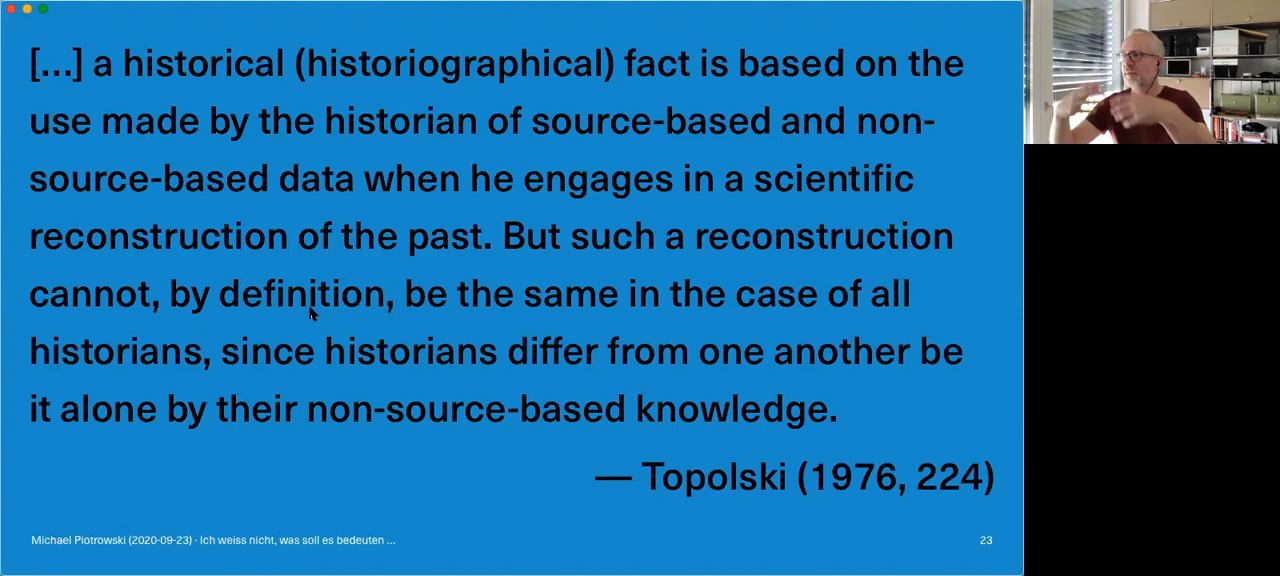 […] a historical (historiographical) fact is based on the
use made by the historian of source-based and non-
source-based data when he engages in a scientific
reconstruction of the past. But such a reconstruction
cannot, by definition, be the same in the case of all
historians, since historians differ from one another be
it alone by their non-source-based knowledge.
— Topolski (1976, 224)
Michael Piotrowski (2020-09-23) · Ich weiss nicht, was soll es bedeuten …
23